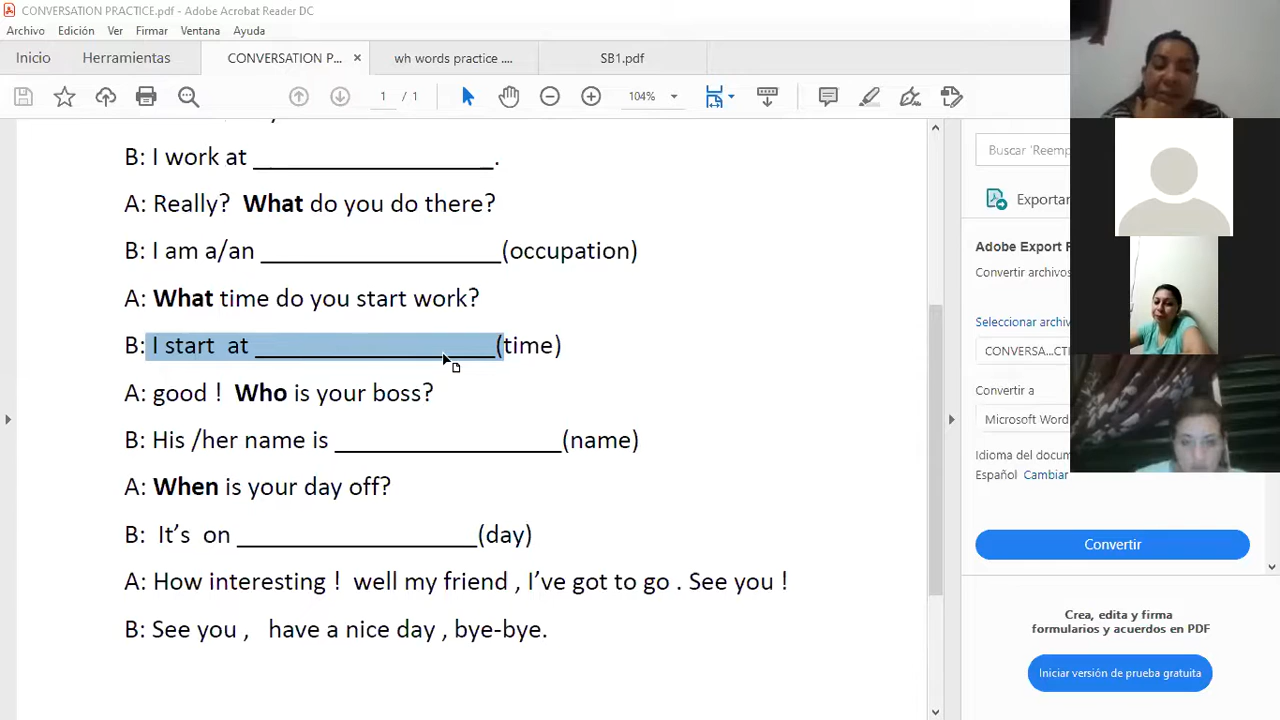 CONVERSATION PRACTICE.pdf - Adobe Acrobat Reader DC
Archivo Edición Ver Firmar Ventana Ayuda
Inicio Herramientas CONVERSATION P... × wh words practice .... SB1.pdf
1 / 1 104%
B: I work at ___________________.
A: Really? What do you do there?
B: I am a/an ___________________(occupation)
A: What time do you start work?
B: I start at ___________________(time)
A: good ! Who is your boss?
B: His /her name is __________________(name)
A: When is your day off?
B: It's on ___________________(day)
A: How interesting ! well my friend , I've got to go . See you !
B: See you , have a nice day , bye-bye.
Buscar 'Reemp
Exportar
Adobe Export
Convertir archivos
Seleccionar archiv
CONVERSA...CTI
Convertir a
Microsoft Word
Idioma del docum
Español Cambiar
Convertir
Crea, edita y firma
formularios y acuerdos en PDF
Iniciar versión de prueba gratuita